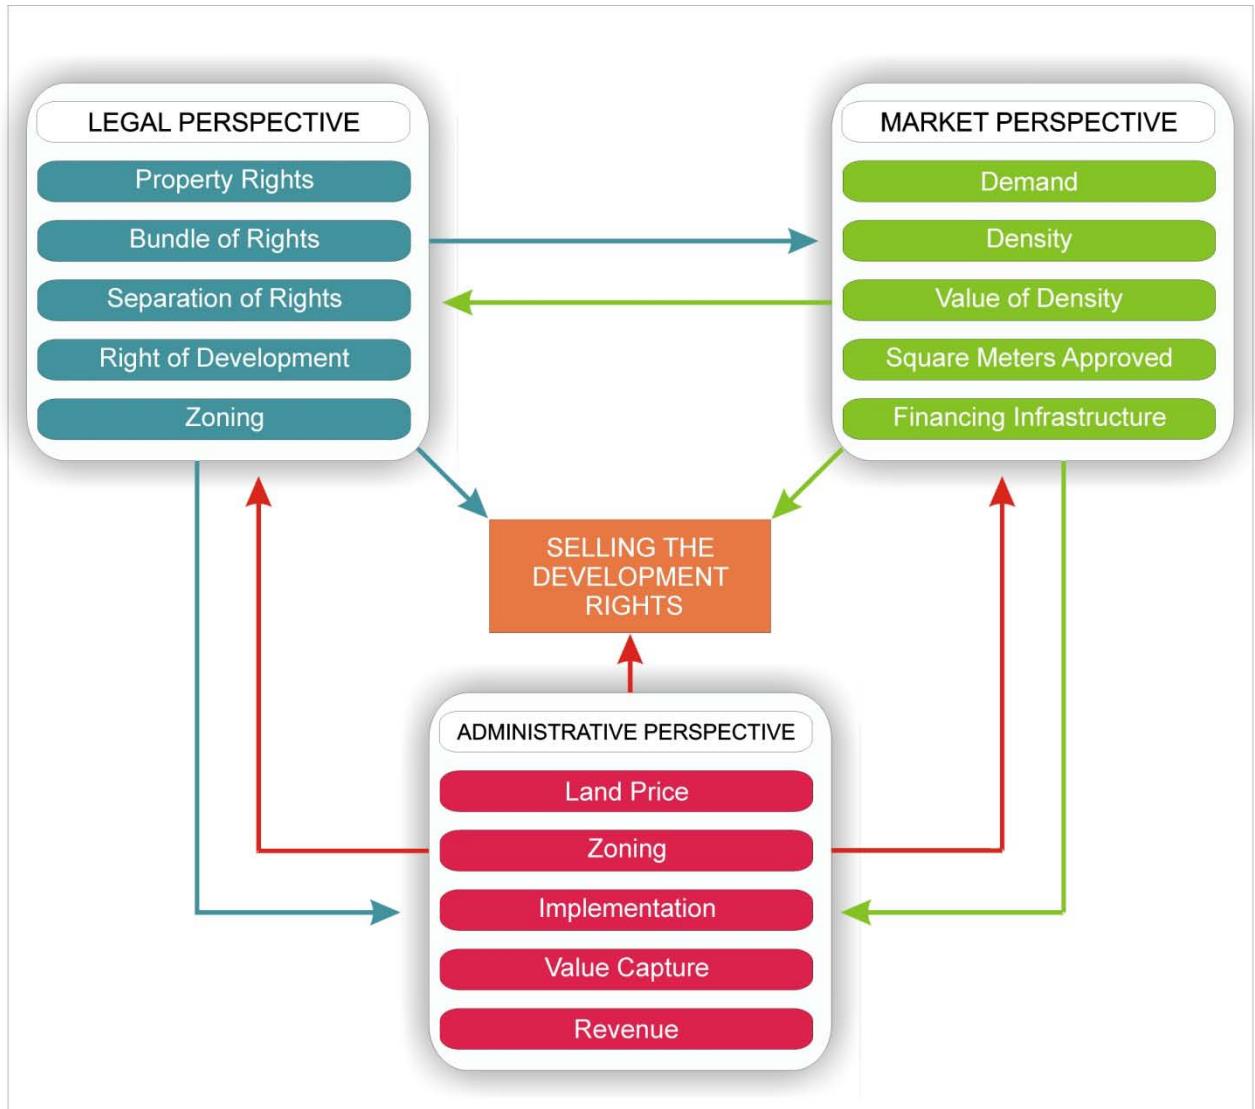 LEGAL PERSPECTIVE
Property Rights
Bundle of Rights
Separation of Rights
Right of Development
Zoning
MARKET PERSPECTIVE
Demand
Density
Value of Density
Square Meters Approved
Financing Infrastructure
SELLING THE
DEVELOPMENT
RIGHTS
ADMINISTRATIVE PERSPECTIVE
Land Price
Zoning
Implementation
Value Capture
Revenue